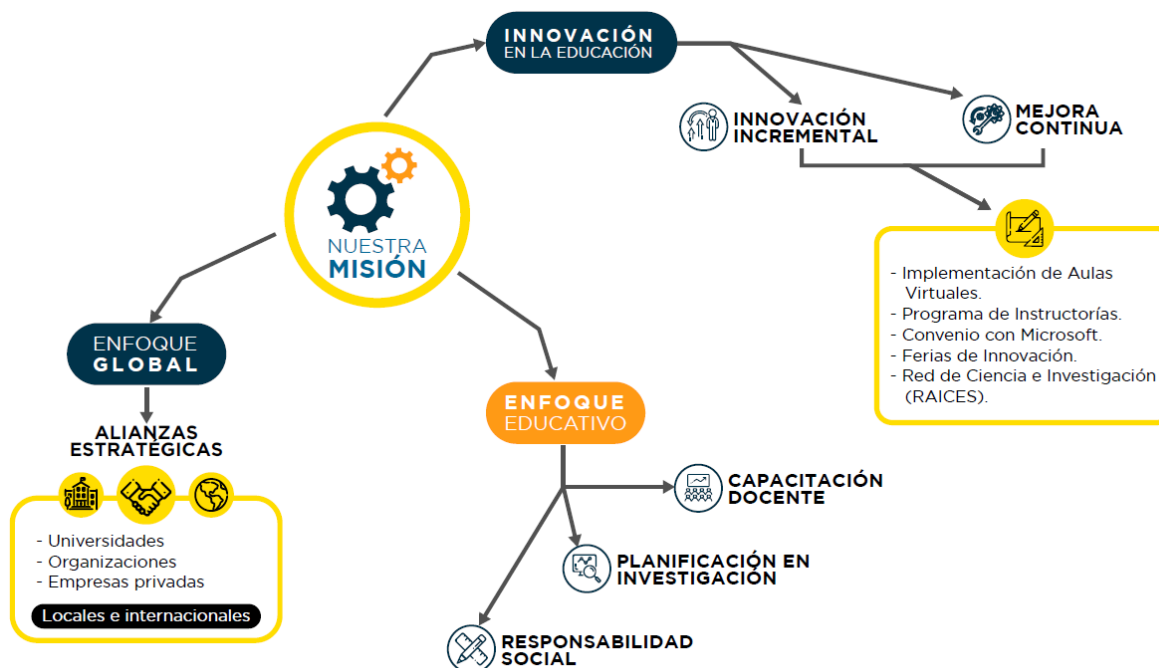 INNOVACIÓN
EN LA EDUCACIÓN
INNOVACIÓN
INCREMENTAL
MEJORA
CONTINUA
NUESTRA
MISIÓN
- Implementación de Aulas
Virtuales.
- Programa de Instructorías.
- Convenio con Microsoft.
- Ferias de Innovación.
- Red de Ciencia e Investigación
(RAICES).
ENFOQUE
GLOBAL
ALIANZAS
ESTRATÉGICAS
- Universidades
- Organizaciones
- Empresas privadas
Locales e internacionales
ENFOQUE
EDUCATIVO
CAPACITACIÓN
DOCENTE
PLANIFICACIÓN EN
INVESTIGACIÓN
RESPONSABILIDAD
SOCIAL